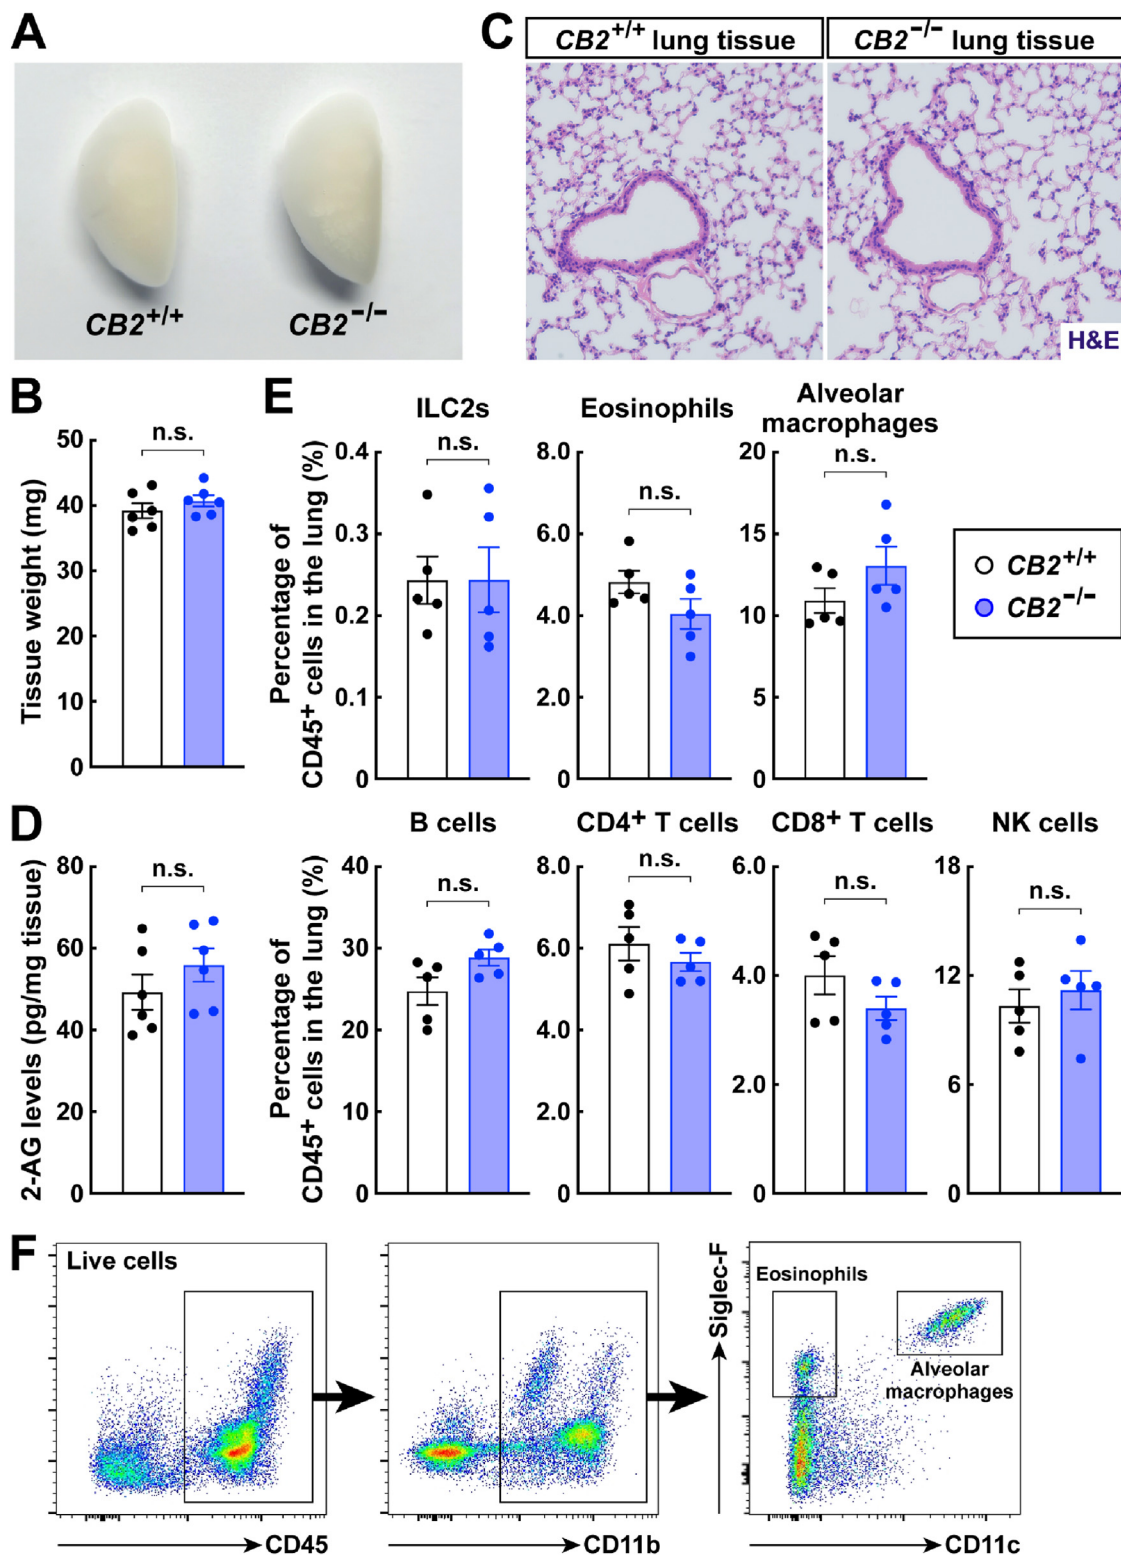 A
CB2+/+
CB2−/−
C
CB2+/+ lung tissue
CB2−/− lung tissue
H&E
B
Tissue weight (mg)
50
40
30
20
10
0
n.s.
E
Percentage of
CD45+ cells in the lung (%)
ILC2s
0.4
0.3
0.2
0.1
0
n.s.
Eosinophils
8.0
6.0
4.0
2.0
0
n.s.
Alveolar
macrophages
20
15
10
5
0
n.s.
CB2+/+
CB2−/−
D
2-AG levels (pg/mg tissue)
80
60
40
20
0
n.s.
Percentage of
CD45+ cells in the lung (%)
B cells
40
30
20
10
0
n.s.
CD4+ T cells
8.0
6.0
4.0
2.0
0
n.s.
CD8+ T cells
6.0
4.0
2.0
0
n.s.
NK cells
18
12
6
0
n.s.
F
Live cells
CD45
CD11b
Siglec-F
Eosinophils
Alveolar
macrophages
CD11c